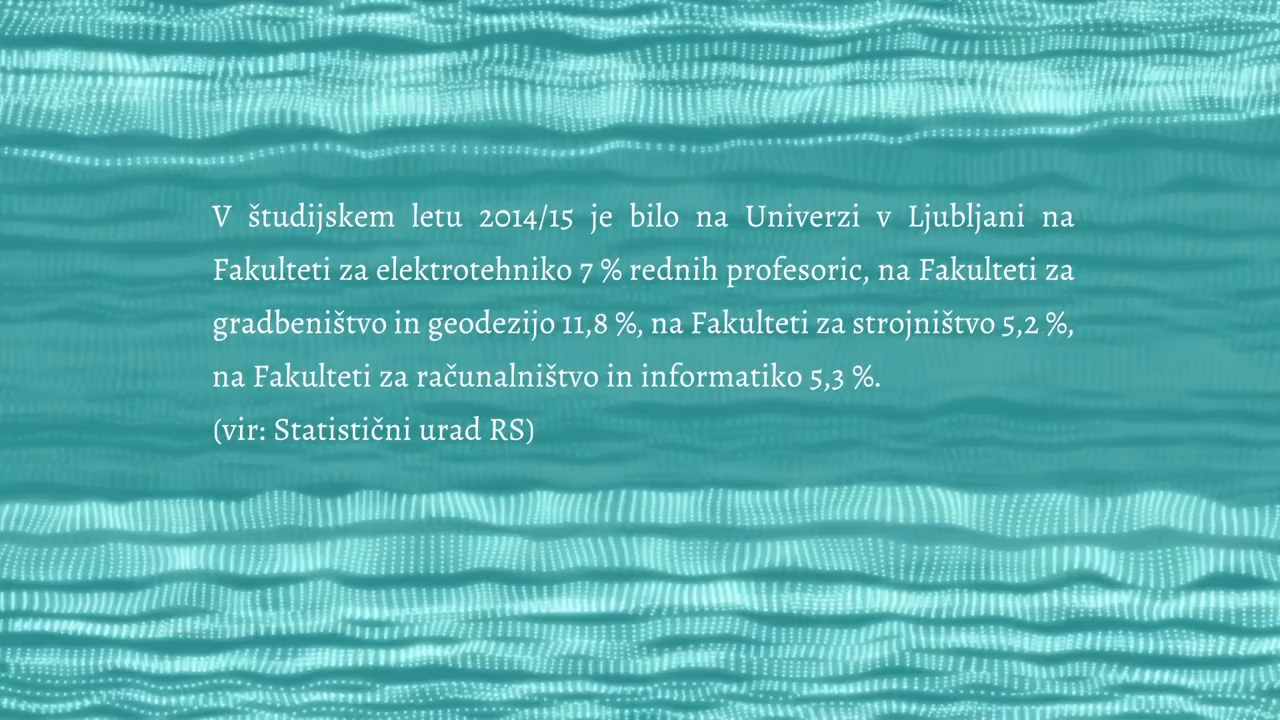 V študijskem letu 2014/15 je bilo na Univerzi v Ljubljani na
Fakulteti za elektrotehniko 7 % rednih profesoric, na Fakulteti za
gradbeništvo in geodezijo 11,8 %, na Fakulteti za strojništvo 5,2 %,
na Fakulteti za računalništvo in informatiko 5,3 %.
(vir: Statistični urad RS)